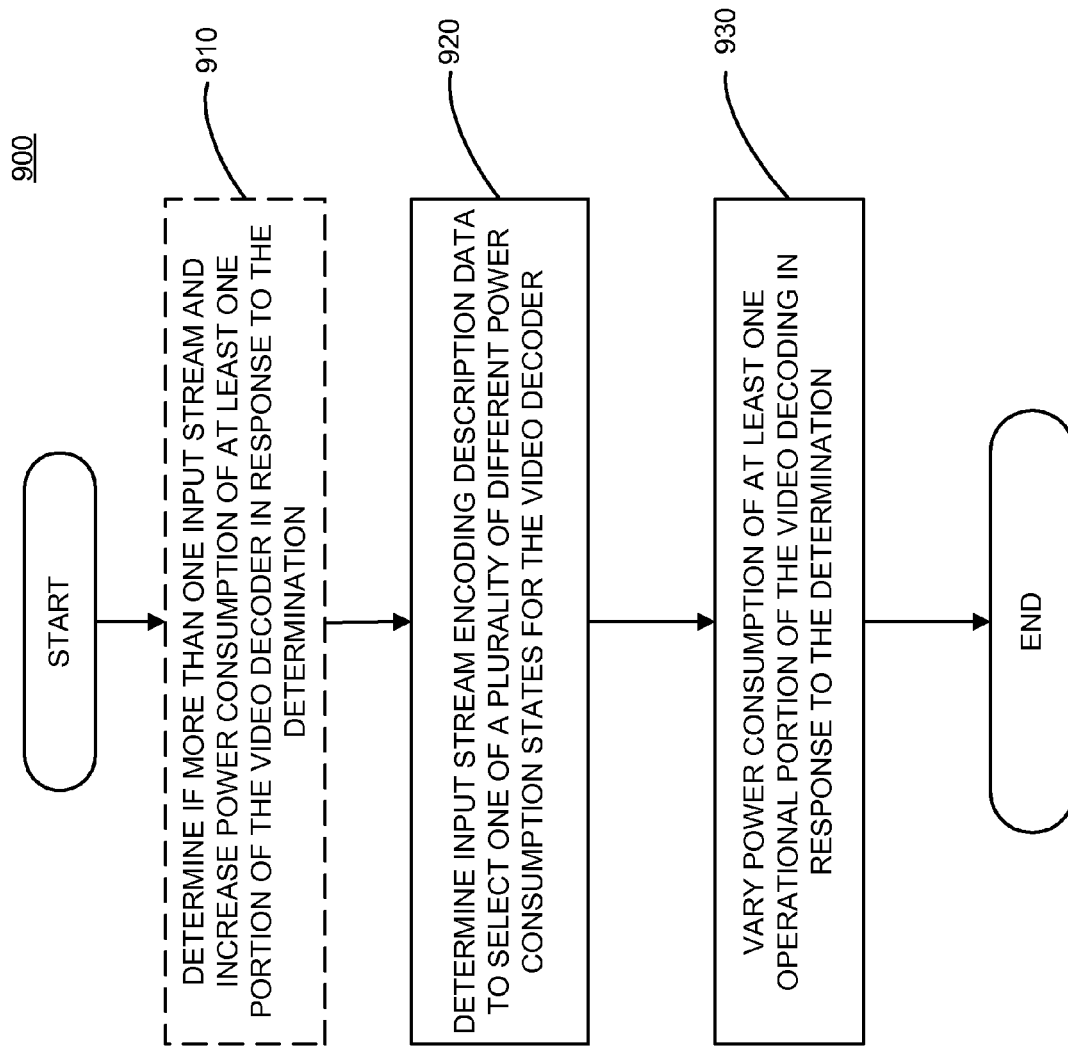 900
START
DETERMINE IF MORE THAN ONE INPUT STREAM AND
INCREASE POWER CONSUMPTION OF AT LEAST ONE
PORTION OF THE VIDEO DECODER IN RESPONSE TO THE
DETERMINATION
910
DETERMINE INPUT STREAM ENCODING DESCRIPTION DATA
TO SELECT ONE OF A PLURALITY OF DIFFERENT POWER
CONSUMPTION STATES FOR THE VIDEO DECODER
920
VARY POWER CONSUMPTION OF AT LEAST ONE
OPERATIONAL PORTION OF THE VIDEO DECODING IN
RESPONSE TO THE DETERMINATION
930
END